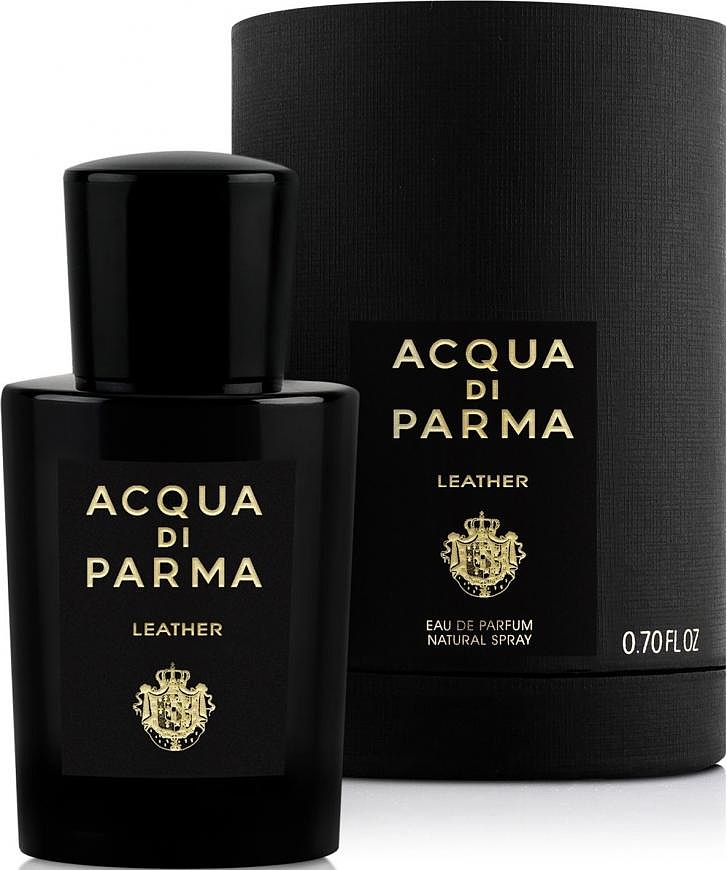 ACQUA
DI
PARMA
LEATHER
ACQUA
DI
PARMA
LEATHER
EAU DE PARFUM
NATURAL SPRAY
0.70 FL OZ